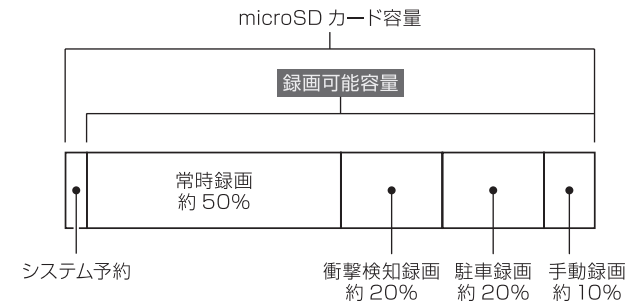 microSD カード容量
録画可能容量
常時録画
約 50%
システム予約
衝撃検知録画
約 20%
駐車録画
約 20%
手動録画
約 10%